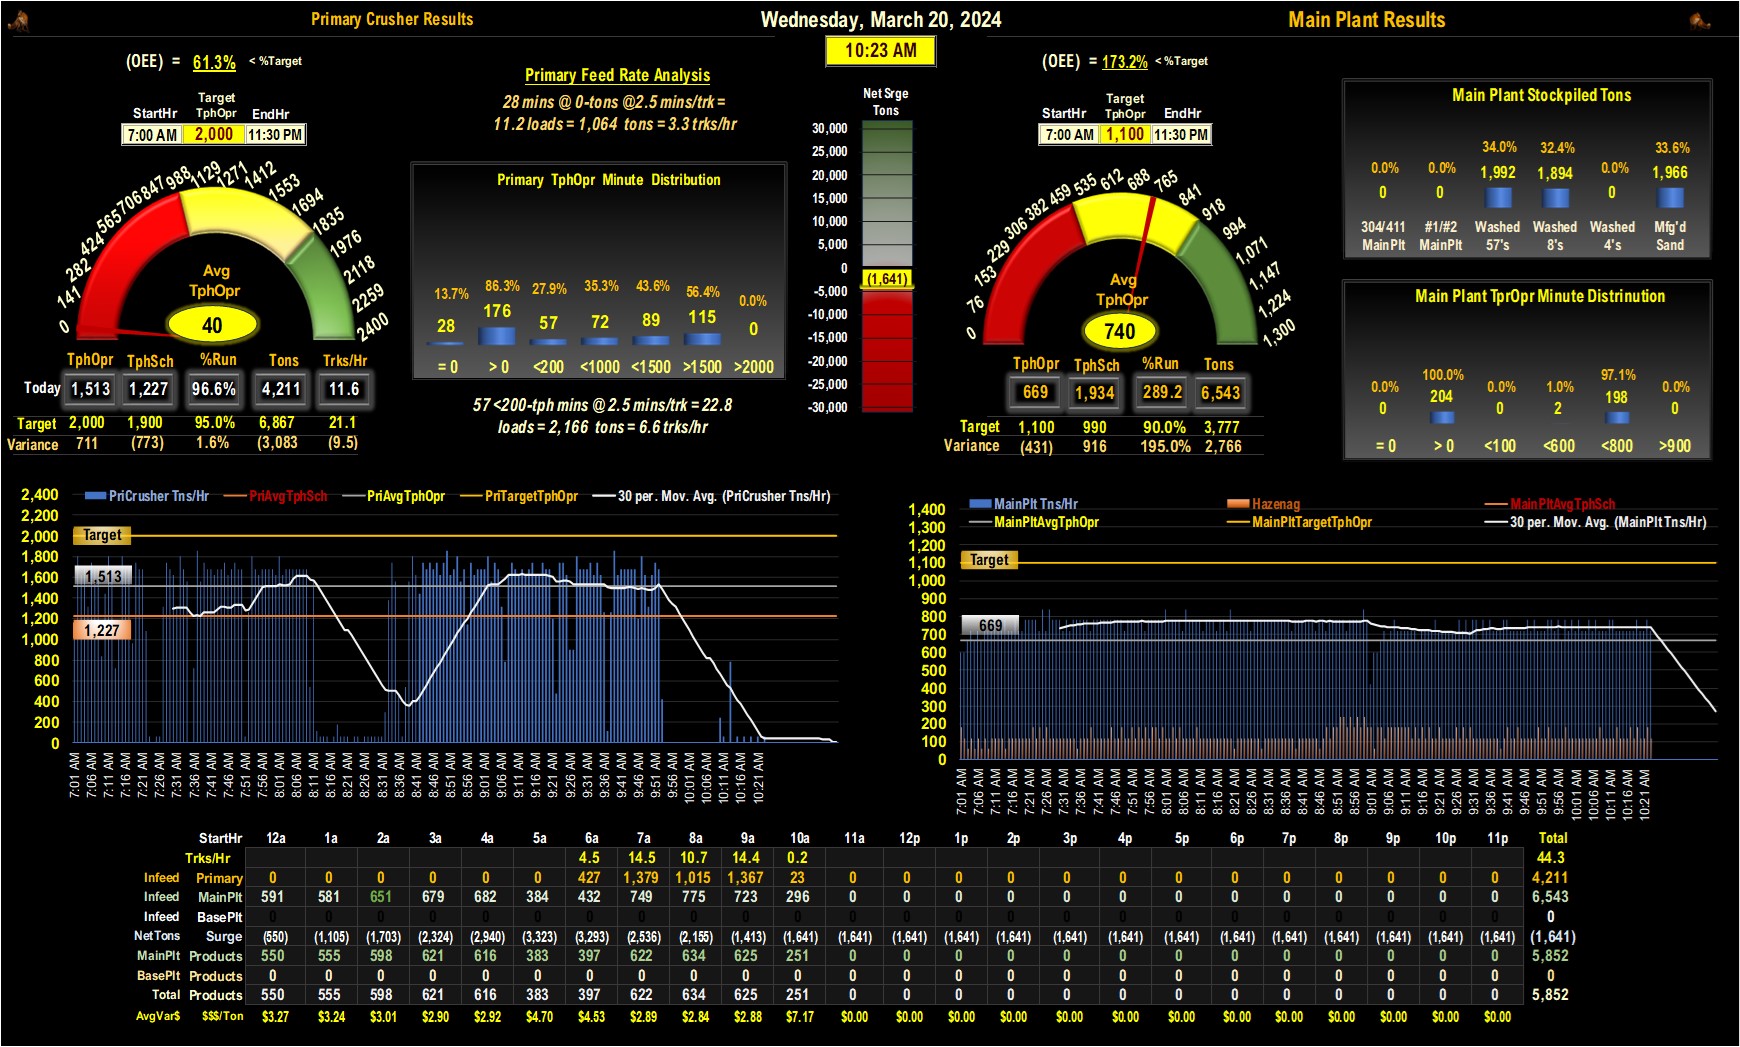 Primary Crusher Results
Wednesday, March 20, 2024
Main Plant Results
10:23 AM
(OEE) = 61.3% < %Target
Target
StartHr TphOpr EndHr
7:00 AM 2,000 11:30 PM
0 141 282 424 565 706 847 988 1129 1271 1412 1553 1694 1835 1976 2118 2259 2400
Avg
TphOpr
40
TphOpr TphSch %Run Tons Trks/Hr
Today 1,513 1,227 96.6% 4,211 11.6
Target 2,000 1,900 95.0% 6,867 21.1
Variance 711 (773) 1.6% (3,083) (9.5)
Primary Feed Rate Analysis
28 mins @ 0-tons @2.5 mins/trk =
11.2 loads = 1,064 tons = 3.3 trks/hr
Primary TphOpr Minute Distribution
13.7% 86.3% 27.9% 35.3% 43.6% 56.4% 0.0%
28 176 57 72 89 115 0
= 0 > 0 <200 <1000 <1500 >1500 >2000
57 <200-tph mins @ 2.5 mins/trk = 22.8
loads = 2,166 tons = 6.6 trks/hr
Net Srge
Tons
30,000
25,000
20,000
15,000
10,000
5,000
0
(1,641)
-5,000
-10,000
-15,000
-20,000
-25,000
-30,000
(OEE) = 173.2% < %Target
Target
StartHr TphOpr EndHr
7:00 AM 1,100 11:30 PM
0 76 153 229 306 382 459 535 612 688 765 841 918 994 1,071 1,147 1,224 1,300
Avg
TphOpr
740
TphOpr TphSch %Run Tons
669 1,934 289.2 6,543
Target 1,100 990 90.0% 3,777
Variance (431) 916 195.0% 2,766
Main Plant Stockpiled Tons
0.0% 0.0% 34.0% 32.4% 0.0% 33.6%
0 0 1,992 1,894 0 1,966
304/411 #1/#2 Washed Washed Washed Mfg'd
MainPlt MainPlt 57's 8's 4's Sand
Main Plant TprOpr Minute Distrinution
0.0% 100.0% 0.0% 1.0% 97.1% 0.0%
0 204 0 2 198 0
= 0 > 0 <100 <600 <800 >900
PriCrusher Tns/Hr PriAvgTphSch PriAvgTphOpr PriTargetTphOpr 30 per. Mov. Avg. (PriCrusher Tns/Hr)
2,400
2,200
2,000
1,800
1,600
1,400
1,200
1,000
800
600
400
200
0
Target
1,513
1,227
7:01 AM 7:06 AM 7:11 AM 7:16 AM 7:21 AM 7:26 AM 7:31 AM 7:36 AM 7:41 AM 7:46 AM 7:51 AM 7:56 AM 8:01 AM 8:06 AM 8:11 AM 8:16 AM 8:21 AM 8:26 AM 8:31 AM 8:36 AM 8:41 AM 8:46 AM 8:51 AM 8:56 AM 9:01 AM 9:06 AM 9:11 AM 9:16 AM 9:21 AM 9:26 AM 9:31 AM 9:36 AM 9:41 AM 9:46 AM 9:51 AM 9:56 AM 10:01 AM 10:06 AM 10:11 AM 10:16 AM 10:21 AM
MainPlt Tns/Hr Hazenag MainPltAvgTphSch
MainPltAvgTphOpr MainPltTargetTphOpr 30 per. Mov. Avg. (MainPlt Tns/Hr)
1,400
1,300
1,200
1,100
1,000
900
800
700
600
500
400
300
200
100
0
Target
669
7:01 AM 7:06 AM 7:11 AM 7:16 AM 7:21 AM 7:26 AM 7:31 AM 7:36 AM 7:41 AM 7:46 AM 7:51 AM 7:56 AM 8:01 AM 8:06 AM 8:11 AM 8:16 AM 8:21 AM 8:26 AM 8:31 AM 8:36 AM 8:41 AM 8:46 AM 8:51 AM 8:56 AM 9:01 AM 9:06 AM 9:11 AM 9:16 AM 9:21 AM 9:26 AM 9:31 AM 9:36 AM 9:41 AM 9:46 AM 9:51 AM 9:56 AM 10:01 AM 10:06 AM 10:11 AM 10:16 AM 10:21 AM
StartHr 12a 1a 2a 3a 4a 5a 6a 7a 8a 9a 10a 11a 12p 1p 2p 3p 4p 5p 6p 7p 8p 9p 10p 11p Total
Trks/Hr 4.5 14.5 10.7 14.4 0.2 44.3
Infeed Primary 0 0 0 0 0 0 427 1,379 1,015 1,367 23 0 0 0 0 0 0 0 0 0 0 0 0 0 4,211
Infeed MainPlt 591 581 651 679 682 384 432 749 775 723 296 0 0 0 0 0 0 0 0 0 0 0 0 0 6,543
Infeed BasePlt 0 0 0 0 0 0 0 0 0 0 0 0 0 0 0 0 0 0 0 0 0 0 0 0 0
NetTons Surge (550) (1,105) (1,703) (2,324) (2,940) (3,323) (3,293) (2,536) (2,155) (1,413) (1,641) (1,641) (1,641) (1,641) (1,641) (1,641) (1,641) (1,641) (1,641) (1,641) (1,641) (1,641) (1,641) (1,641) (1,641)
MainPlt Products 550 555 598 621 616 383 397 622 634 625 251 0 0 0 0 0 0 0 0 0 0 0 0 0 5,852
BasePlt Products 0 0 0 0 0 0 0 0 0 0 0 0 0 0 0 0 0 0 0 0 0 0 0 0 0
Total Products 550 555 598 621 616 383 397 622 634 625 251 0 0 0 0 0 0 0 0 0 0 0 0 0 5,852
AvgVar$ $$$/Ton $3.27 $3.24 $3.01 $2.90 $2.92 $4.70 $4.53 $2.89 $2.84 $2.88 $7.17 $0.00 $0.00 $0.00 $0.00 $0.00 $0.00 $0.00 $0.00 $0.00 $0.00 $0.00 $0.00 $0.00